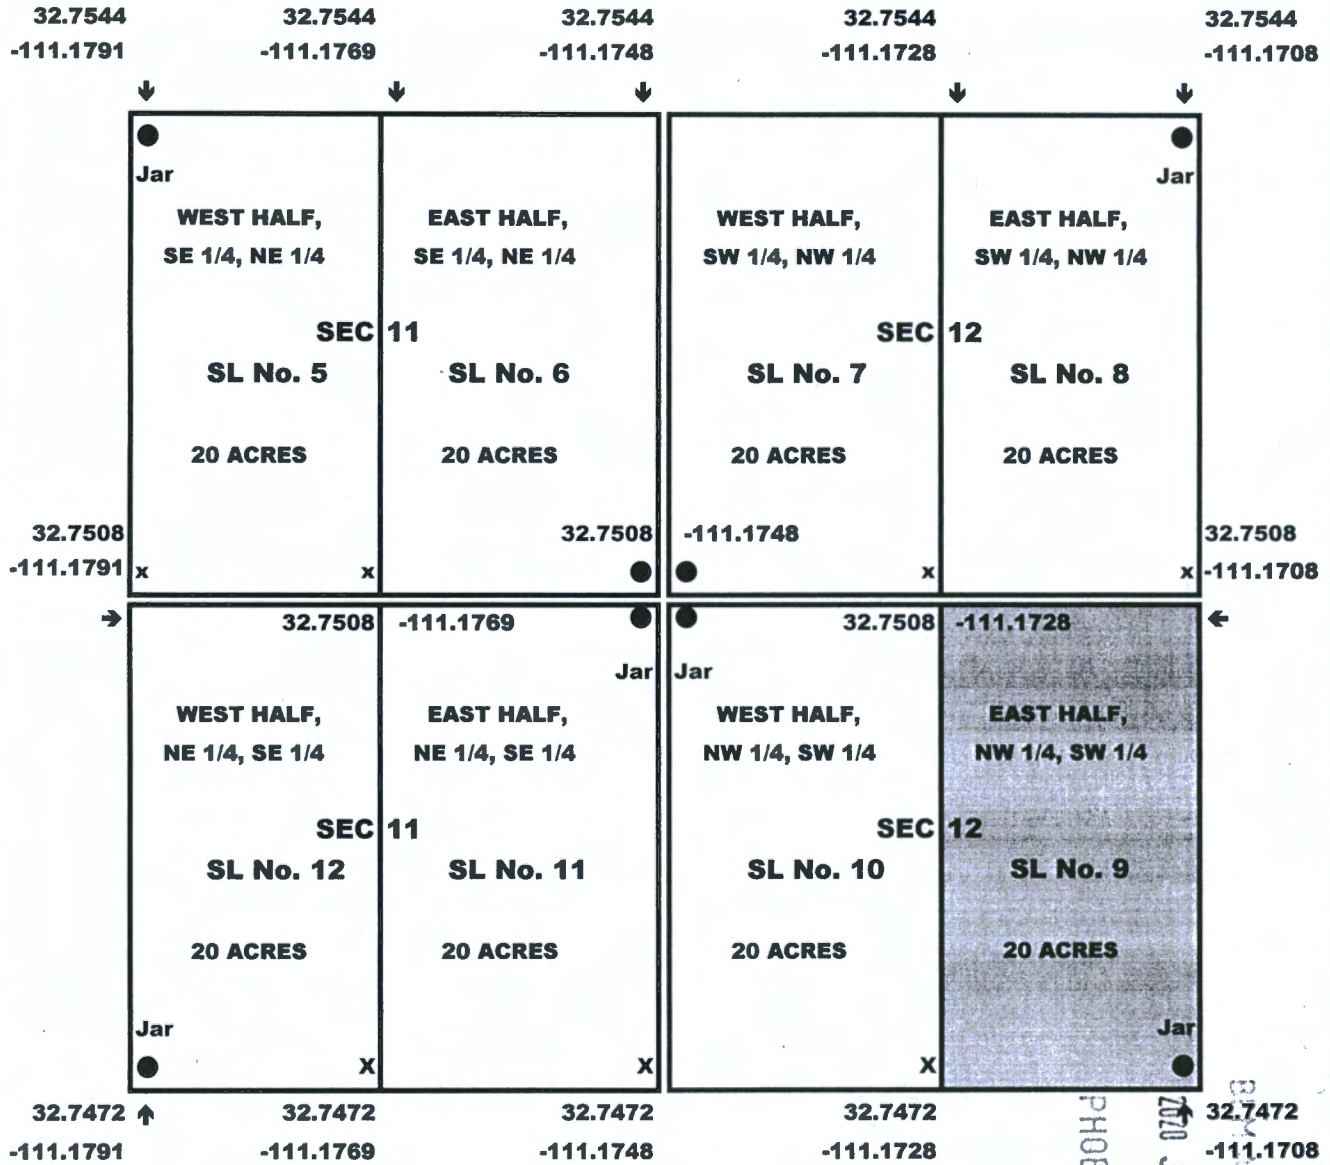 32.7544 32.7544 32.7544 32.7544 32.7544
-111.1791 -111.1769 -111.1748 -111.1728 -111.1708
Jar Jar
WEST HALF, EAST HALF, WEST HALF, EAST HALF,
SE 1/4, NE 1/4 SE 1/4, NE 1/4 SW 1/4, NW 1/4 SW 1/4, NW 1/4
SEC 11 SEC 12
SL No. 5 SL No. 6 SL No. 7 SL No. 8
20 ACRES 20 ACRES 20 ACRES 20 ACRES
32.7508 32.7508 -111.1748 32.7508
-111.1791 x x x x -111.1708
32.7508 -111.1769 32.7508 -111.1728
Jar Jar
WEST HALF, EAST HALF, WEST HALF, EAST HALF,
NE 1/4, SE 1/4 NE 1/4, SE 1/4 NW 1/4, SW 1/4 NW 1/4, SW 1/4
SEC 11 SEC 12
SL No. 12 SL No. 11 SL No. 10 SL No. 9
20 ACRES 20 ACRES 20 ACRES 20 ACRES
Jar Jar
X X X
32.7472 32.7472 32.7472 32.7472 32.7472
-111.1791 -111.1769 -111.1748 -111.1728 -111.1708
2020